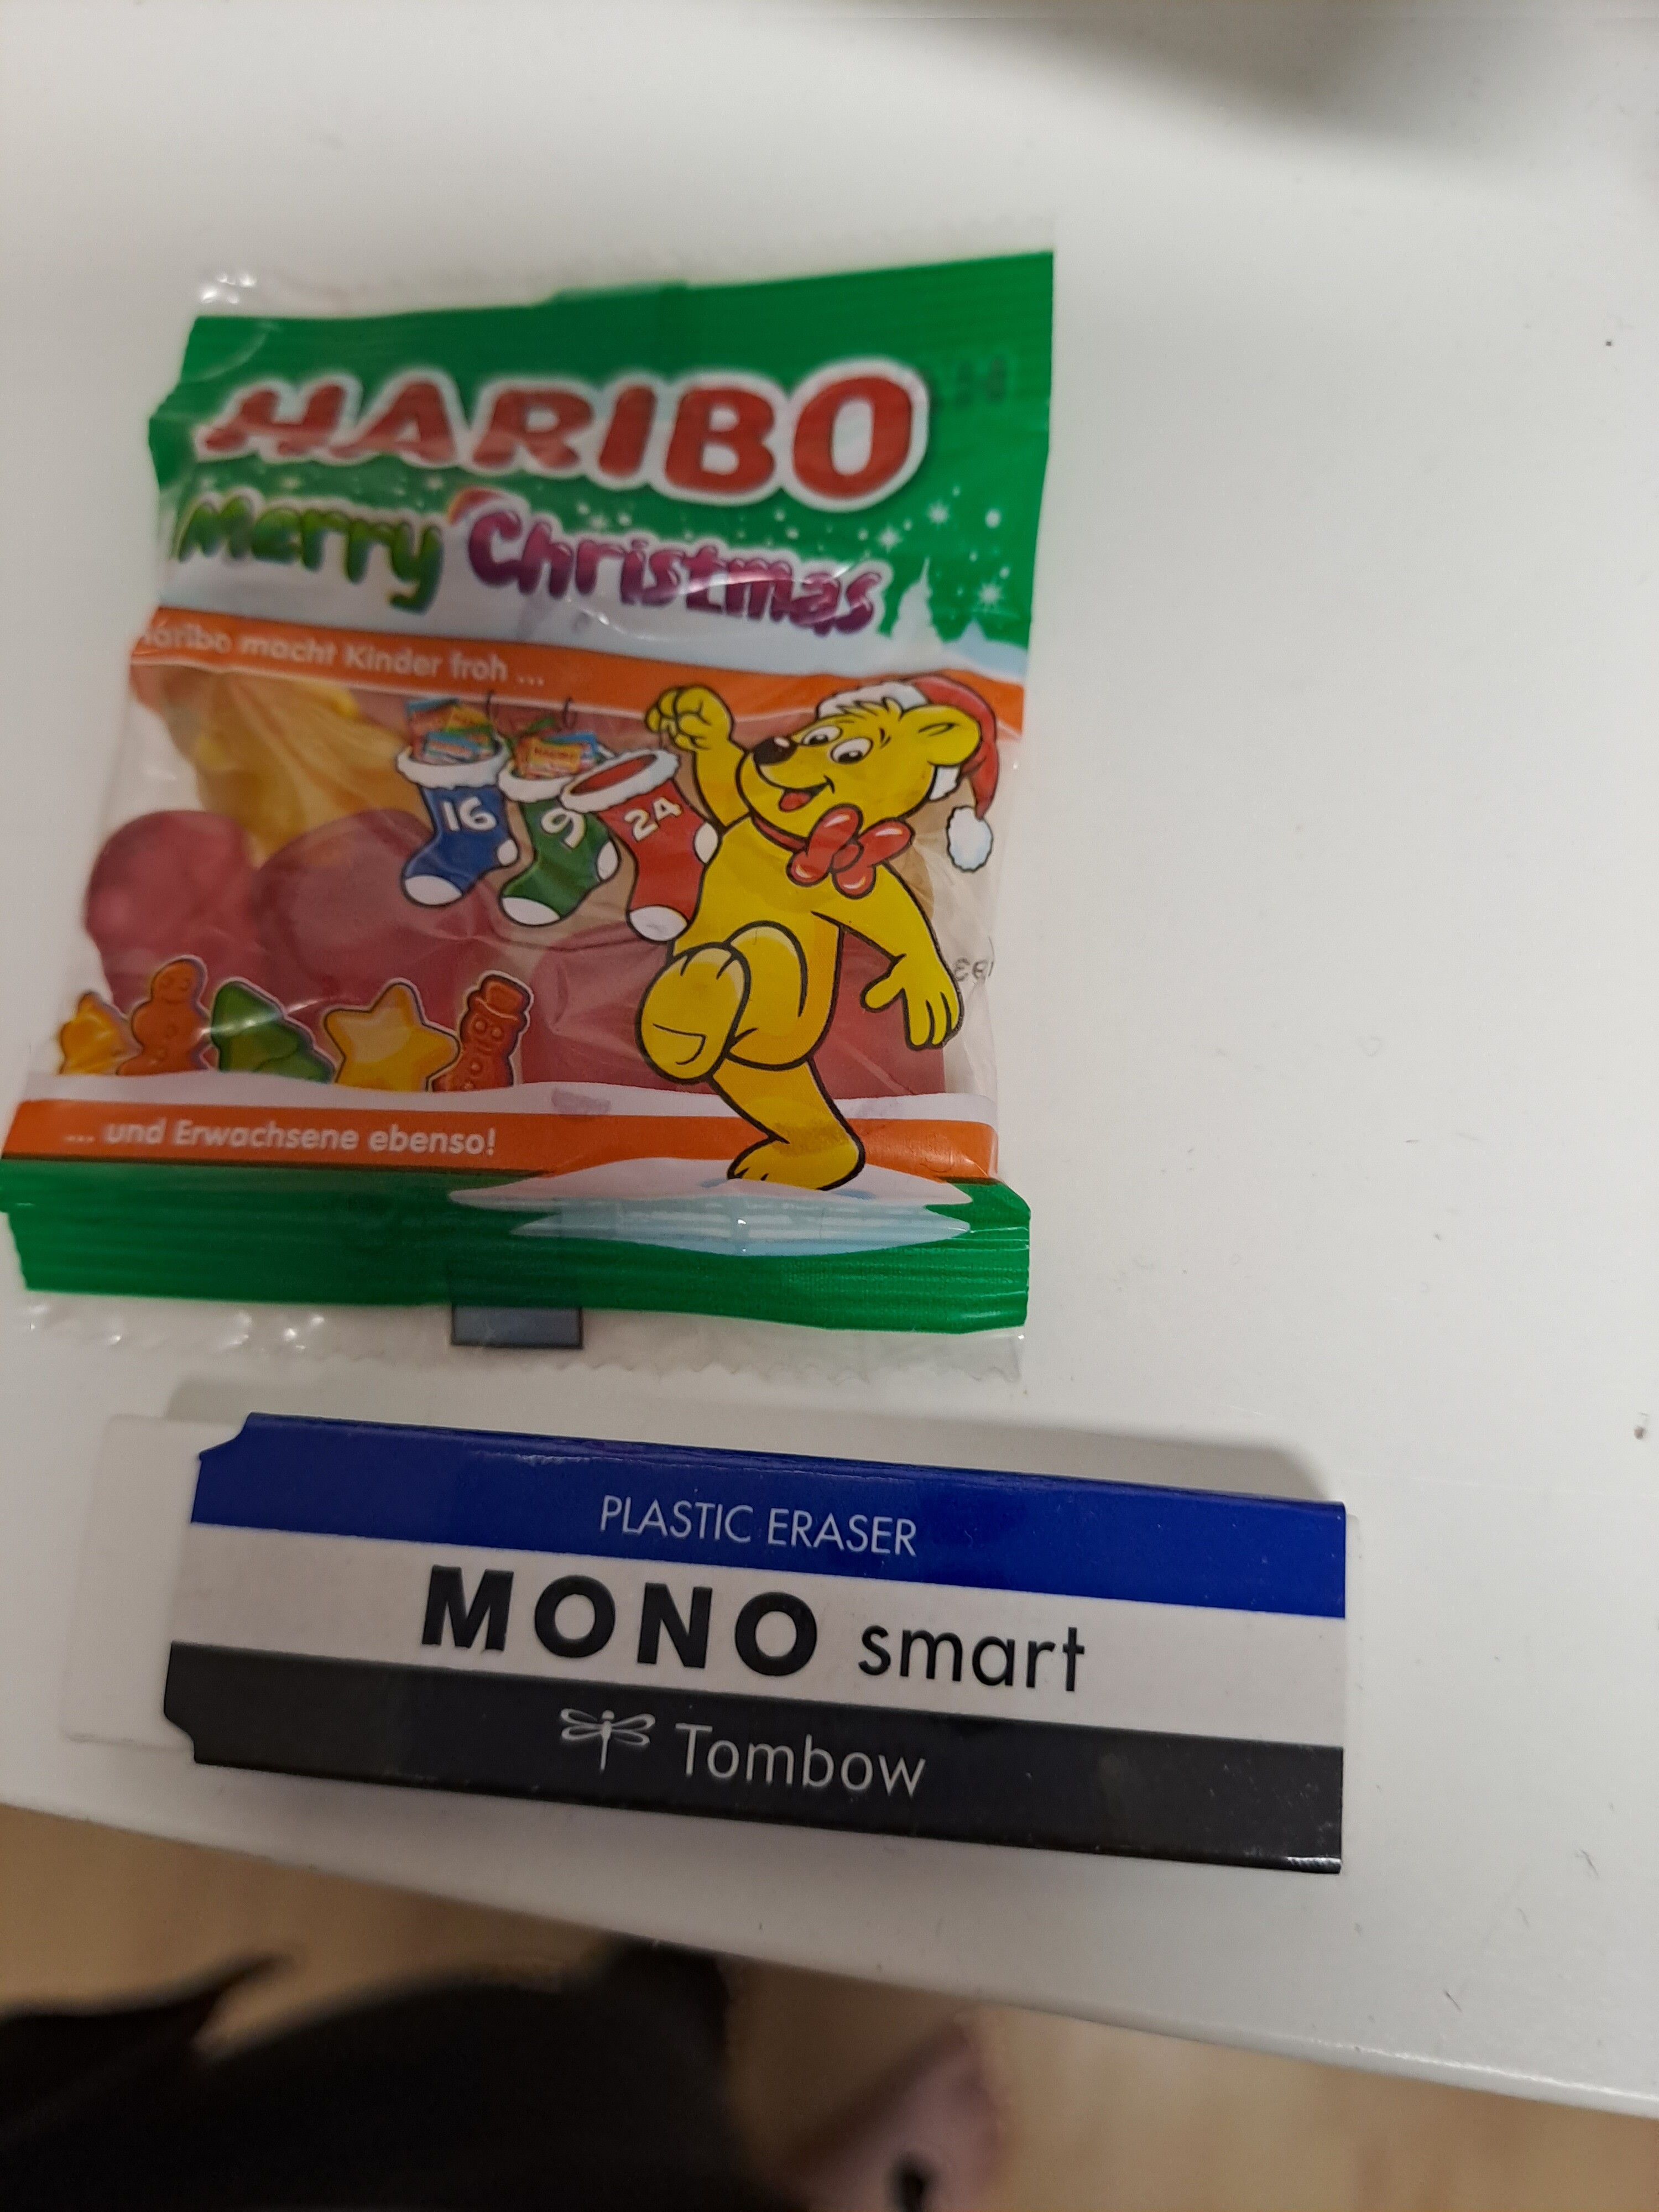 HARIBO
Merry Christmas
Haribo macht Kinder froh ...
16
9
24
... und Erwachsene ebenso!
PLASTIC ERASER
MONO smart
Tombow